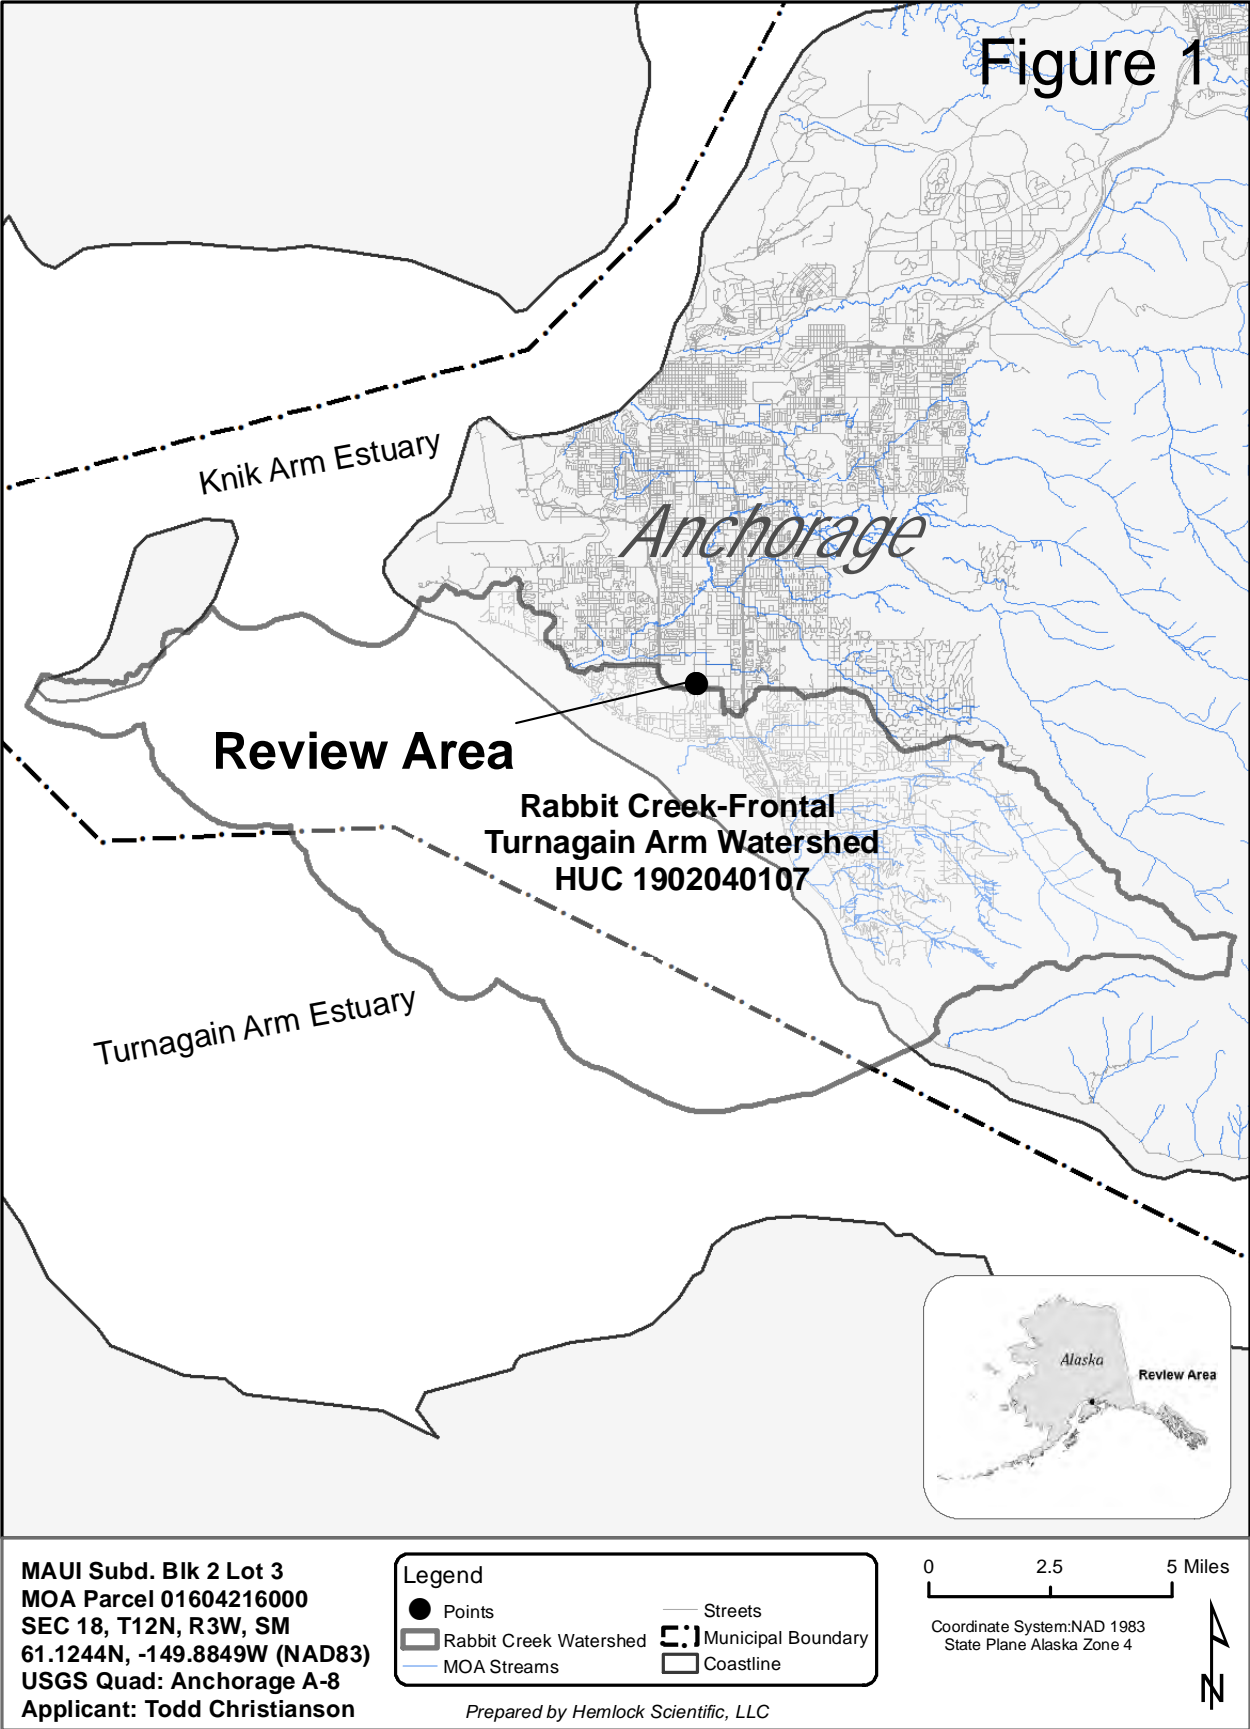 Figure 1
Knik Arm Estuary
Anchorage
Review Area
Rabbit Creek-Frontal
Turnagain Arm Watershed
HUC 1902040107
Turnagain Arm Estuary
Alaska
Review Area
MAUI Subd. Blk 2 Lot 3
MOA Parcel 01604216000
SEC 18, T12N, R3W, SM
61.1244N, -149.8849W (NAD83)
USGS Quad: Anchorage A-8
Applicant: Todd Christianson
Legend
Points
Rabbit Creek Watershed
MOA Streams
Streets
Municipal Boundary
Coastline
Prepared by Hemlock Scientific, LLC
0 2.5 5 Miles
Coordinate System:NAD 1983
State Plane Alaska Zone 4
N